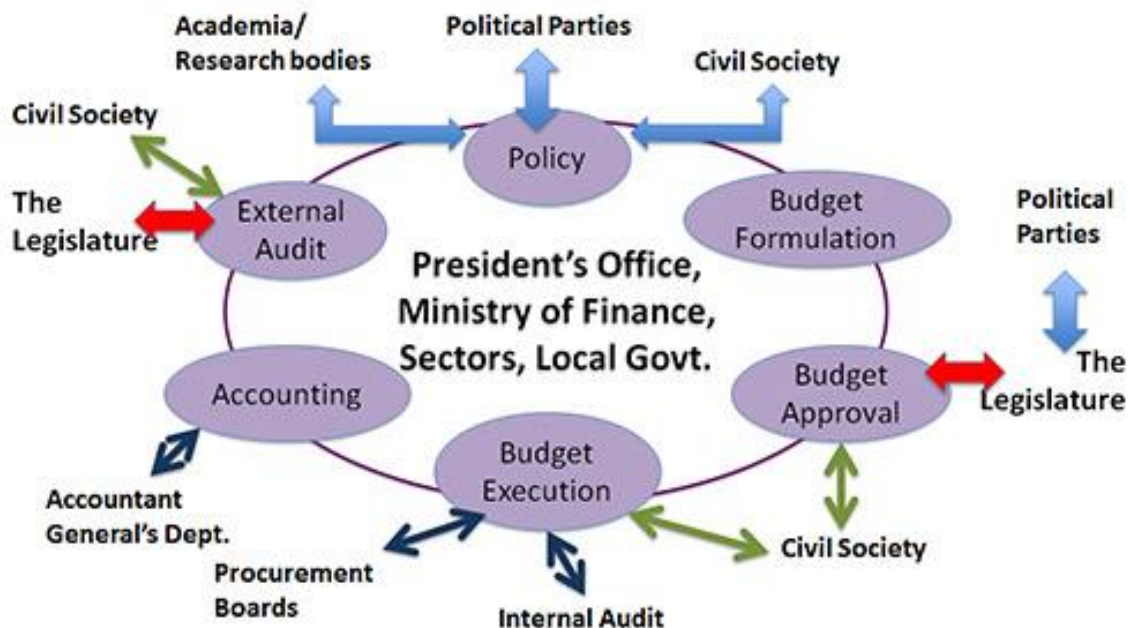 Academia/
Research bodies
Political Parties
Civil Society
Civil Society
Policy
The
Legislature
External
Audit
Budget
Formulation
Political
Parties
President's Office,
Ministry of Finance,
Sectors, Local Govt.
Accounting
Budget
Approval
The
Legislature
Budget
Execution
Accountant
General's Dept.
Procurement
Boards
Internal Audit
Civil Society